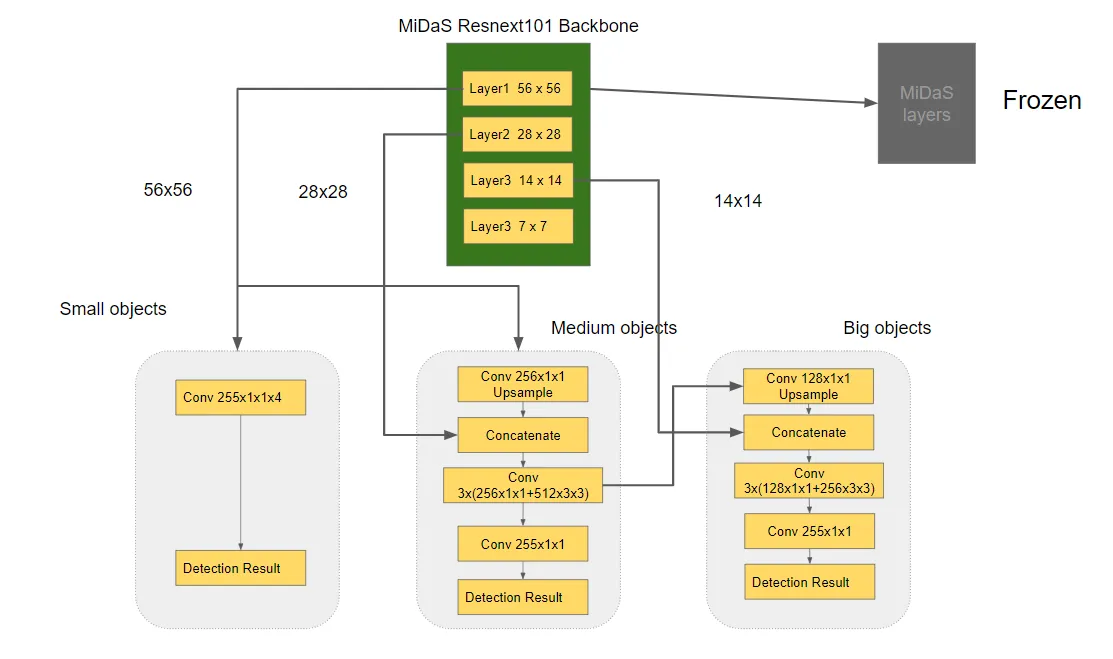 MiDaS Resnext101 Backbone
Layer1 56 x 56
Layer2 28 x 28
Layer3 14 x 14
Layer3 7 x 7
MiDaS
layers
Frozen
56x56
28x28
14x14
Small objects
Conv 255x1x1x4
Detection Result
Medium objects
Conv 256x1x1
Upsample
Concatenate
Conv
3x(256x1x1+512x3x3)
Conv 255x1x1
Detection Result
Big objects
Conv 128x1x1
Upsample
Concatenate
Conv
3x(128x1x1+256x3x3)
Conv 255x1x1
Detection Result